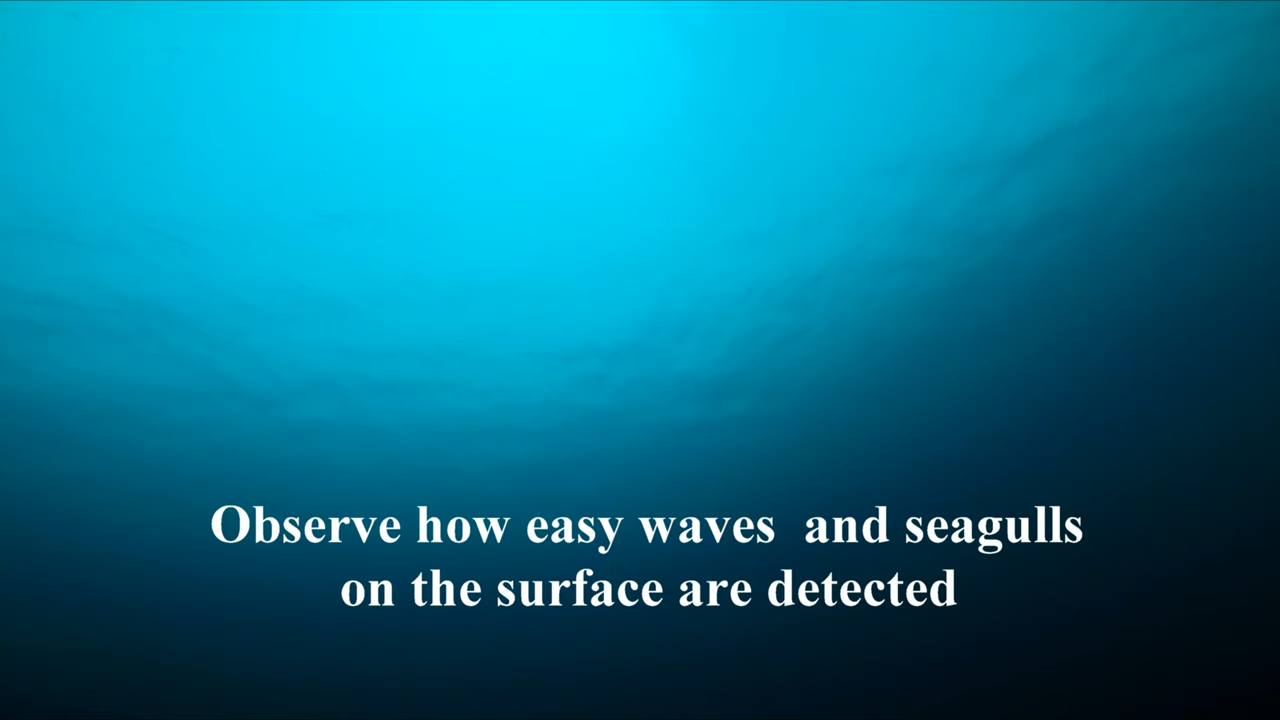 Observe how easy waves  and seagulls
on the surface are detected